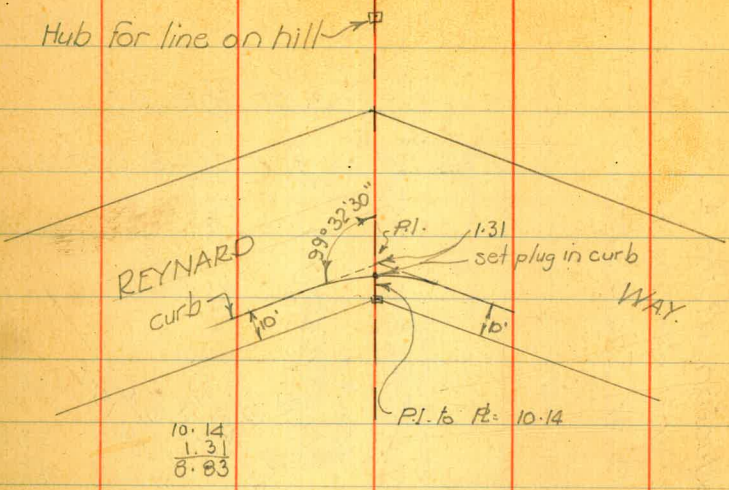 Hub for line on hill
99° 32' 30"
P.I.
1.31
set plug in curb
REYNARD
WAY.
curb
10'
10'
P.I. to PL = 10.14
10.14
1.31
8.83